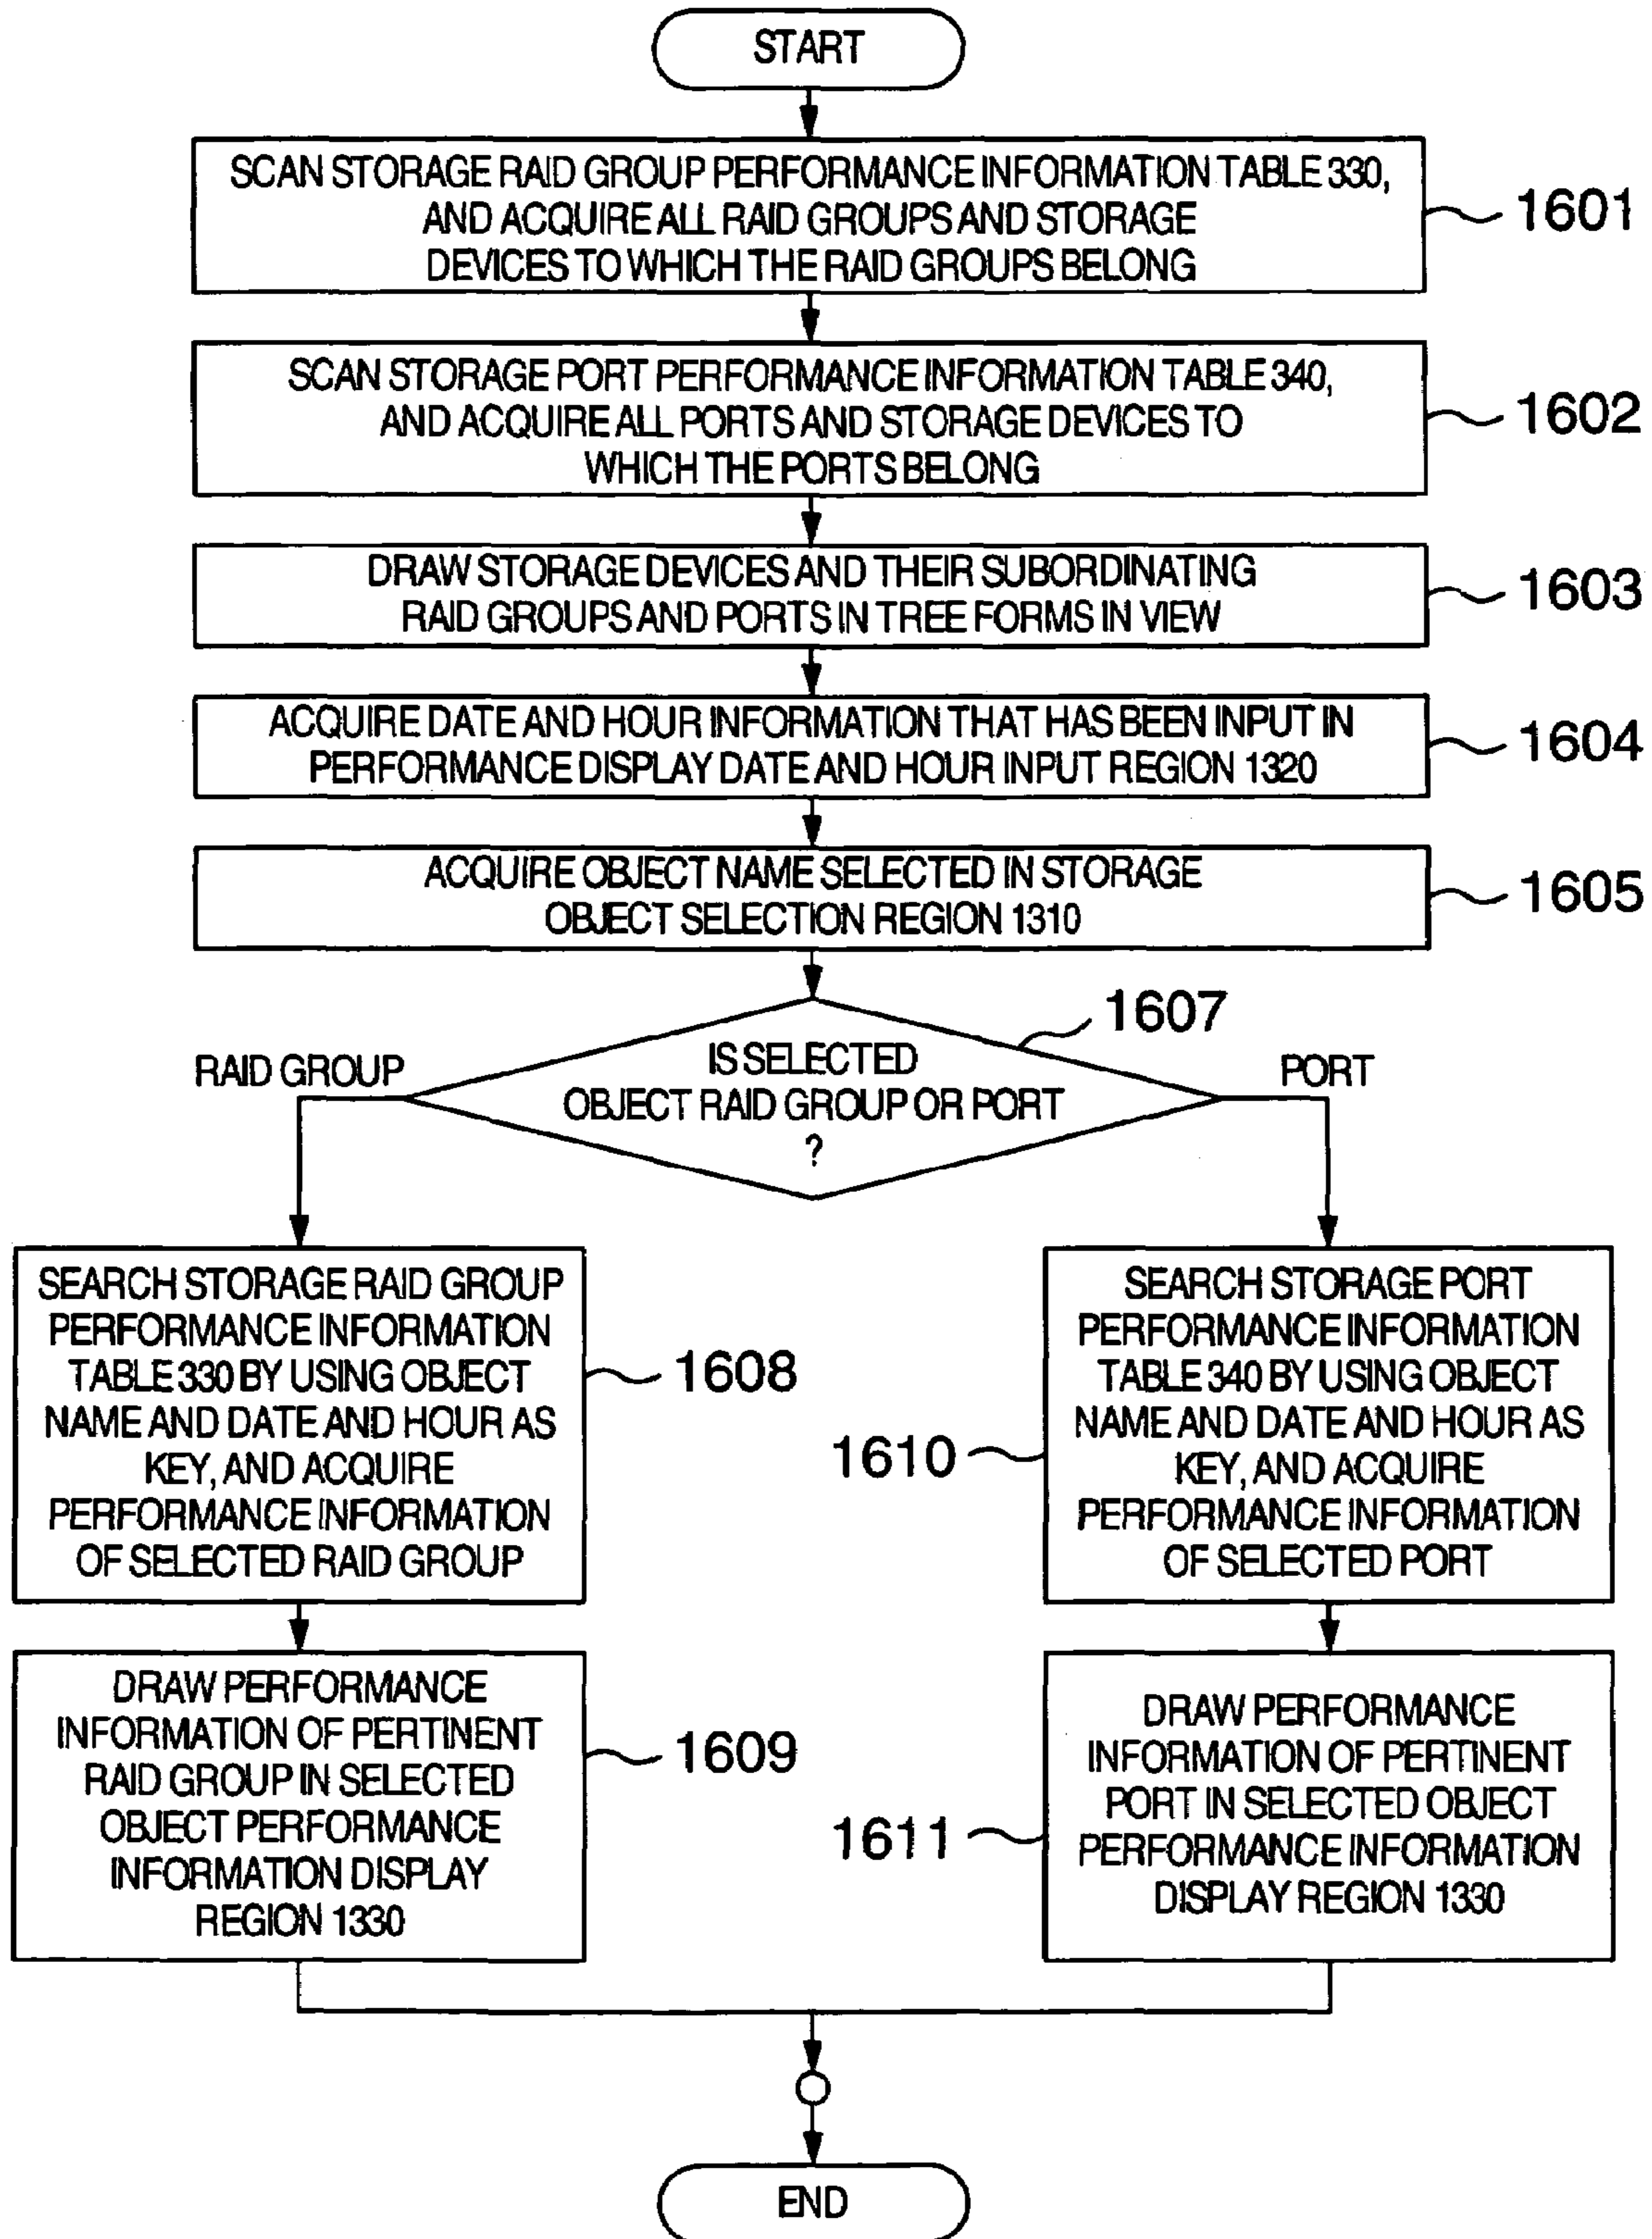 START
SCAN STORAGE RAID GROUP PERFORMANCE INFORMATION TABLE 330,
AND ACQUIRE ALL RAID GROUPS AND STORAGE
DEVICES TO WHICH THE RAID GROUPS BELONG
1601
SCAN STORAGE PORT PERFORMANCE INFORMATION TABLE 340,
AND ACQUIRE ALL PORTS AND STORAGE DEVICES TO
WHICH THE PORTS BELONG
1602
DRAW STORAGE DEVICES AND THEIR SUBORDINATING
RAID GROUPS AND PORTS IN TREE FORMS IN VIEW
1603
ACQUIRE DATE AND HOUR INFORMATION THAT HAS BEEN INPUT IN
PERFORMANCE DISPLAY DATE AND HOUR INPUT REGION 1320
1604
ACQUIRE OBJECT NAME SELECTED IN STORAGE
OBJECT SELECTION REGION 1310
1605
1607
IS SELECTED
OBJECT RAID GROUP OR PORT
?
RAID GROUP
PORT
SEARCH STORAGE RAID GROUP
PERFORMANCE INFORMATION
TABLE 330 BY USING OBJECT
NAME AND DATE AND HOUR AS
KEY, AND ACQUIRE
PERFORMANCE INFORMATION
OF SELECTED RAID GROUP
1608
SEARCH STORAGE PORT
PERFORMANCE INFORMATION
TABLE 340 BY USING OBJECT
NAME AND DATE AND HOUR AS
KEY, AND ACQUIRE
PERFORMANCE INFORMATION
OF SELECTED PORT
1610
DRAW PERFORMANCE
INFORMATION OF PERTINENT
RAID GROUP IN SELECTED
OBJECT PERFORMANCE
INFORMATION DISPLAY
REGION 1330
1609
DRAW PERFORMANCE
INFORMATION OF PERTINENT
PORT IN SELECTED OBJECT
PERFORMANCE INFORMATION
DISPLAY REGION 1330
1611
END